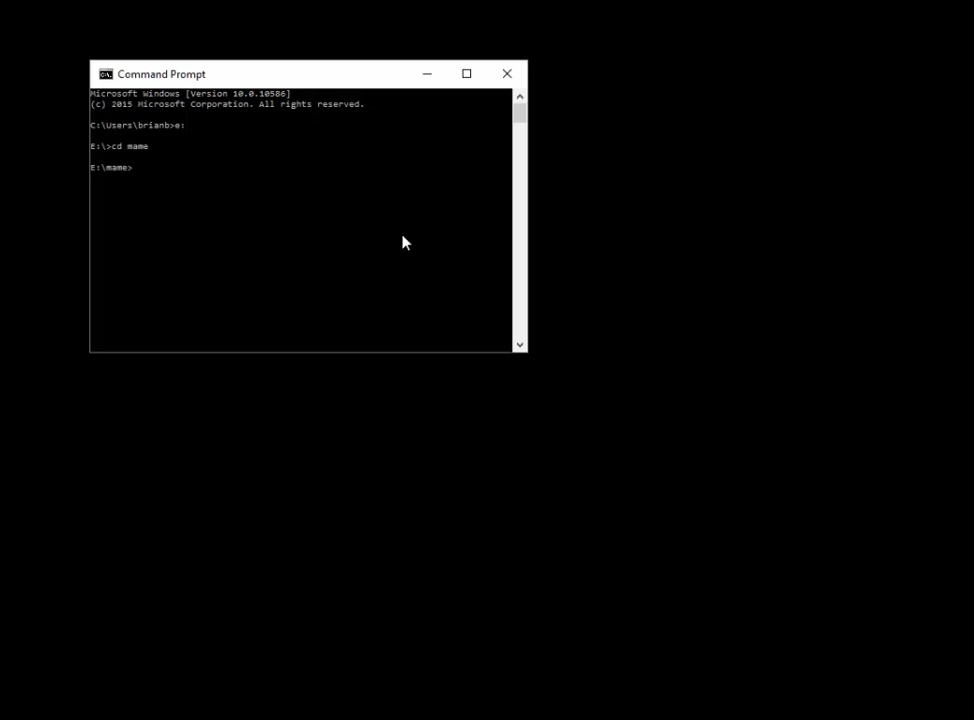 Command Prompt
Microsoft Windows [Version 10.0.10586]
(c) 2015 Microsoft Corporation. All rights reserved.
C:\Users\brianb>e:
E:\>cd mame
E:\mame>